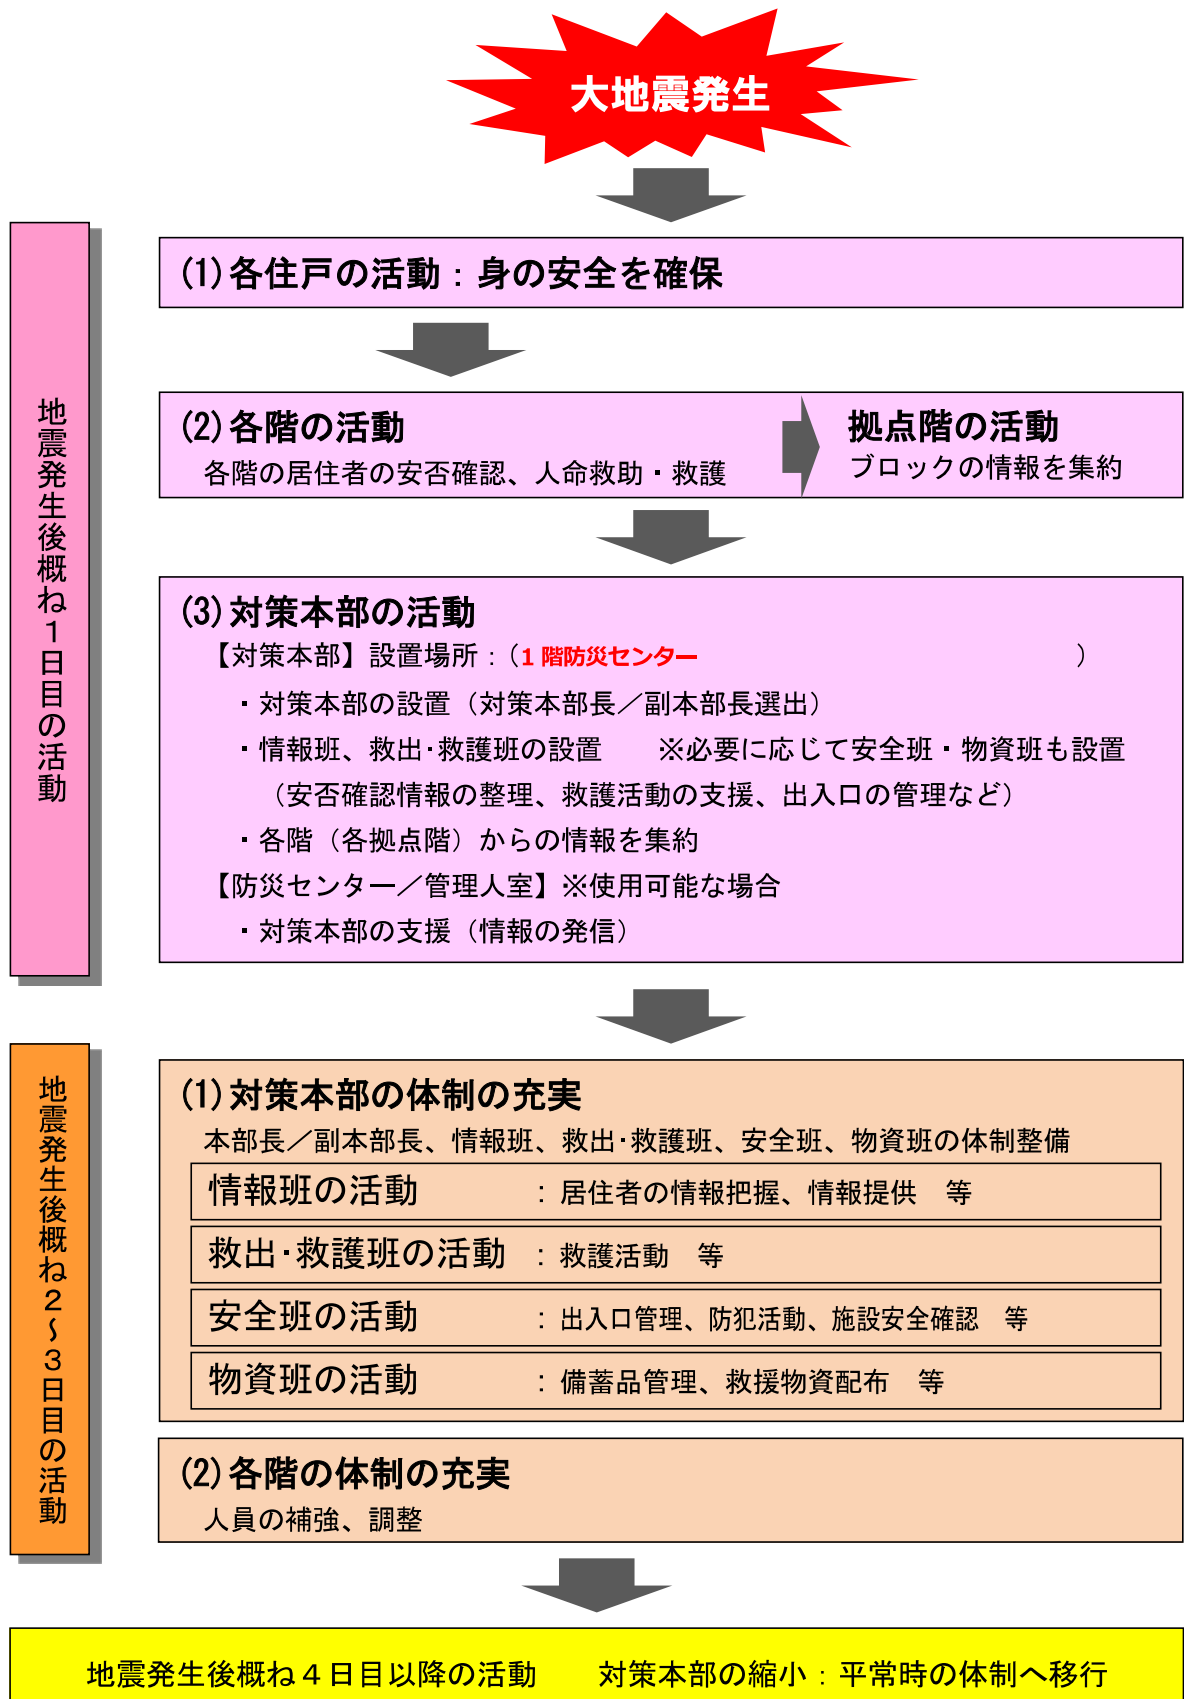 大地震発生
地震発生後概ね1日目の活動
(1)各住戸の活動：身の安全を確保
(2)各階の活動
各階の居住者の安否確認、人命救助・救護
拠点階の活動
ブロックの情報を集約
(3)対策本部の活動
【対策本部】設置場所：（1階防災センター　　　　　　　）
・対策本部の設置（対策本部長／副本部長選出）
・情報班、救出・救護班の設置　　※必要に応じて安全班・物資班も設置
（安否確認情報の整理、救護活動の支援、出入口の管理など）
・各階（各拠点階）からの情報を集約
【防災センター／管理人室】※使用可能な場合
・対策本部の支援（情報の発信）
地震発生後概ね2～3日目の活動
(1)対策本部の体制の充実
本部長／副本部長、情報班、救出・救護班、安全班、物資班の体制整備
情報班の活動　　　：居住者の情報把握、情報提供　等
救出・救護班の活動　：救護活動　等
安全班の活動　　　：出入口管理、防犯活動、施設安全確認　等
物資班の活動　　　：備蓄品管理、救援物資配布　等
(2)各階の体制の充実
人員の補強、調整
地震発生後概ね４日目以降の活動　　対策本部の縮小：平常時の体制へ移行